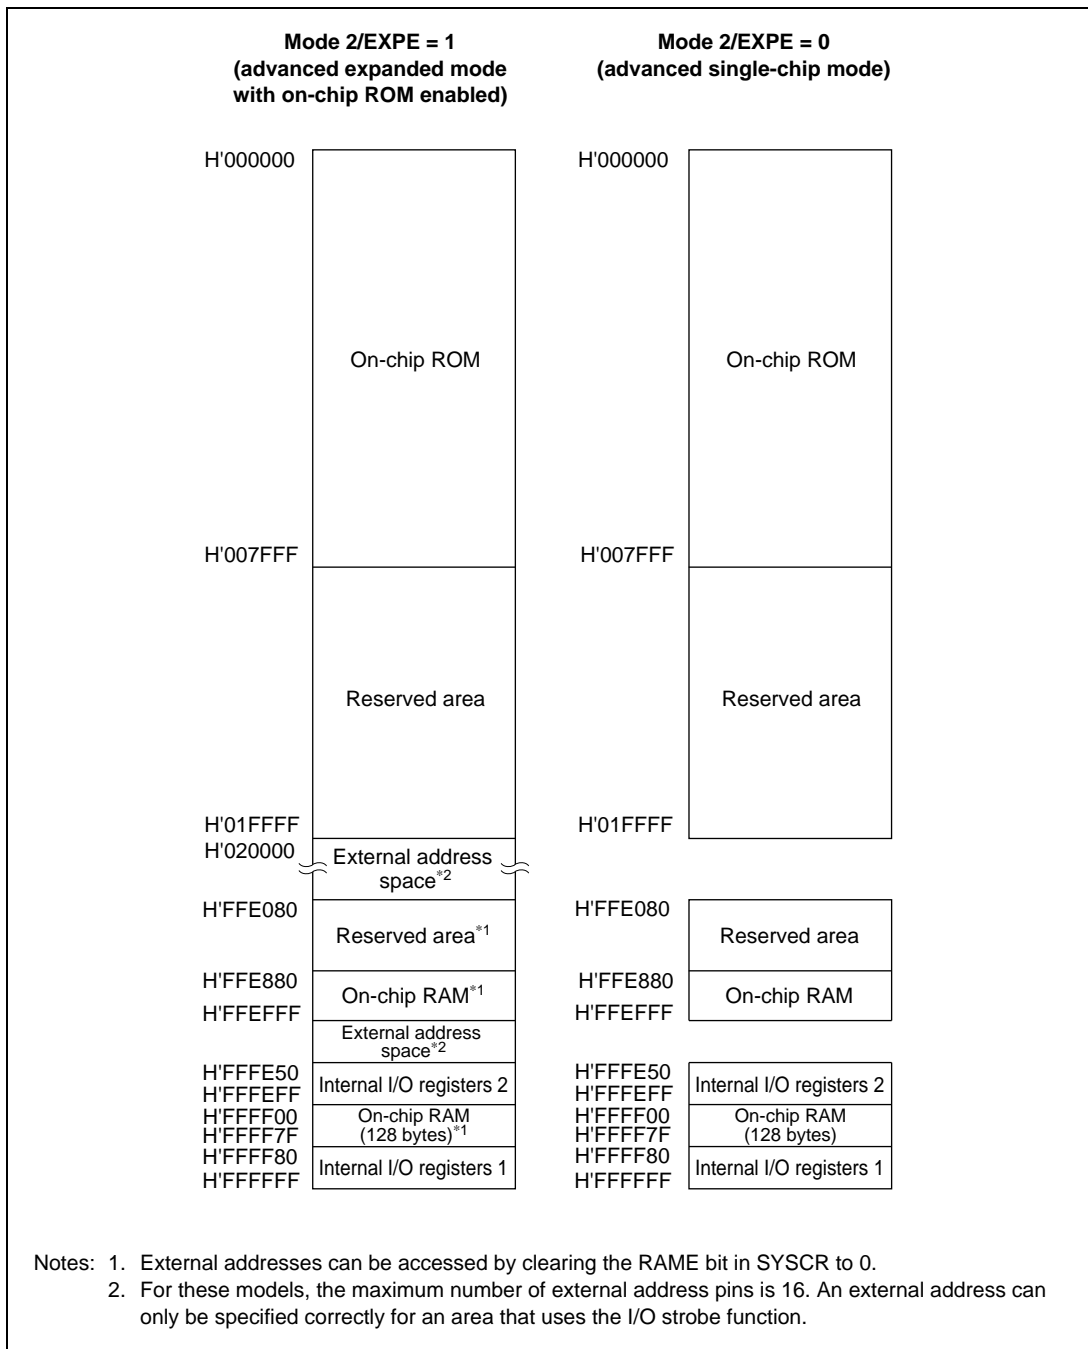 Mode 2/EXPE = 1
(advanced expanded mode
with on-chip ROM enabled)
Mode 2/EXPE = 0
(advanced single-chip mode)
H'000000
On-chip ROM
H'007FFF
Reserved area
H'01FFFF
H'020000
External address
space*2
H'FFE080
Reserved area*1
H'FFE880
On-chip RAM*1
H'FFEFFF
External address
space*2
H'FFFE50
Internal I/O registers 2
H'FFFEFF
H'FFFF00
On-chip RAM
(128 bytes)*1
H'FFFF7F
H'FFFF80
Internal I/O registers 1
H'FFFFFF
H'000000
On-chip ROM
H'007FFF
Reserved area
H'01FFFF
H'FFE080
Reserved area
H'FFE880
On-chip RAM
H'FFEFFF
H'FFFE50
Internal I/O registers 2
H'FFFEFF
H'FFFF00
On-chip RAM
(128 bytes)
H'FFFF7F
H'FFFF80
Internal I/O registers 1
H'FFFFFF
Notes: 1. External addresses can be accessed by clearing the RAME bit in SYSCR to 0.
2. For these models, the maximum number of external address pins is 16. An external address can
only be specified correctly for an area that uses the I/O strobe function.